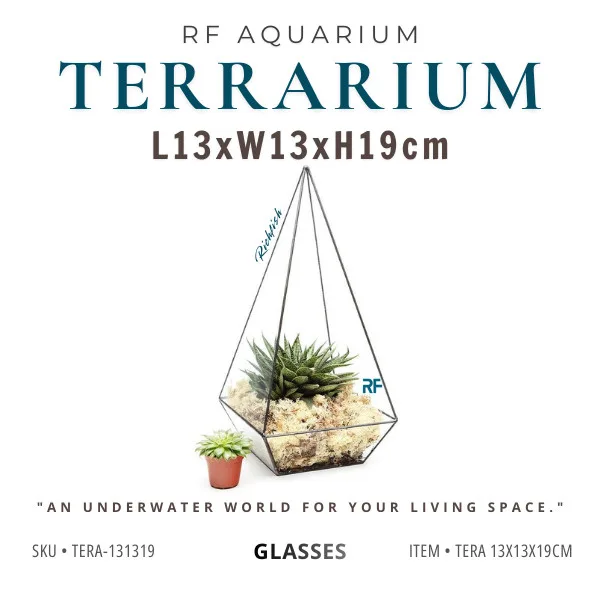 RF AQUARIUM
TERRARIUM
L13xW13xH19cm
Richfish
RF
"AN UNDERWATER WORLD FOR YOUR LIVING SPACE."
SKU • TERA-131319
GLASSES
ITEM • TERA 13X13X19CM